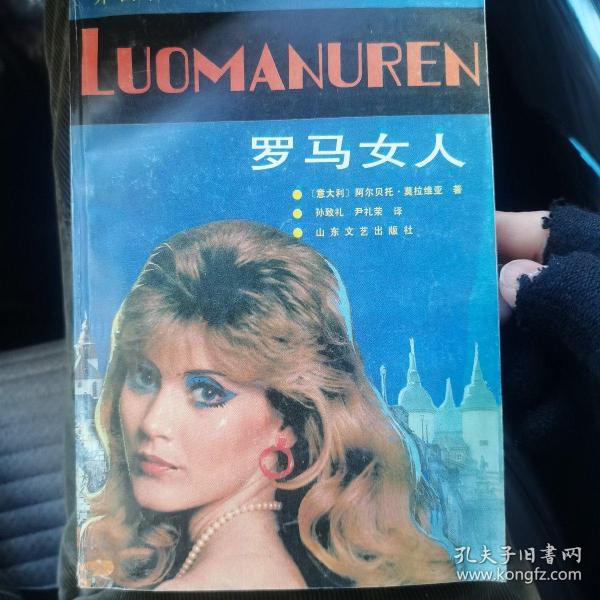 LUOMANUREN
罗马女人
〔意大利〕阿尔贝托·莫拉维亚 著
孙致礼 尹礼荣 译
山东文艺出版社
孔夫子旧书网
www.kongfz.com